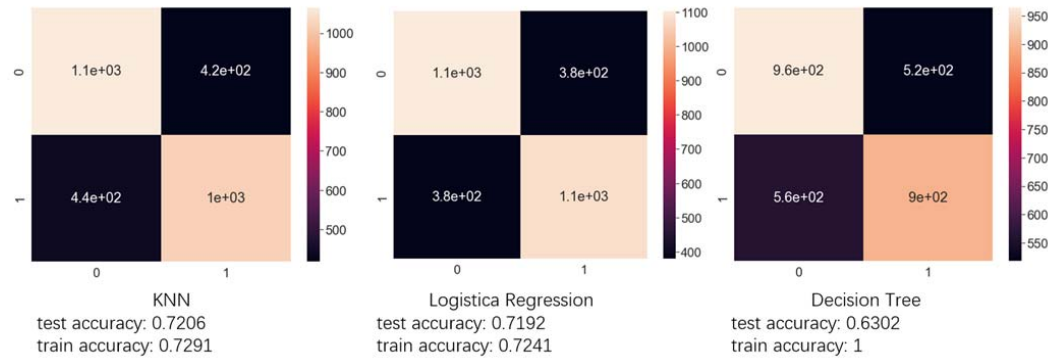 0
1.1e+03
4.2e+02
1
4.4e+02
1e+03
0
1
1000
900
800
700
600
500
KNN
test accuracy: 0.7206
train accuracy: 0.7291
0
1.1e+03
3.8e+02
1
3.8e+02
1.1e+03
0
1
1100
1000
900
800
700
600
500
400
Logistica Regression
test accuracy: 0.7192
train accuracy: 0.7241
0
9.6e+02
5.2e+02
1
5.6e+02
9e+02
0
1
950
900
850
800
750
700
650
600
550
Decision Tree
test accuracy: 0.6302
train accuracy: 1